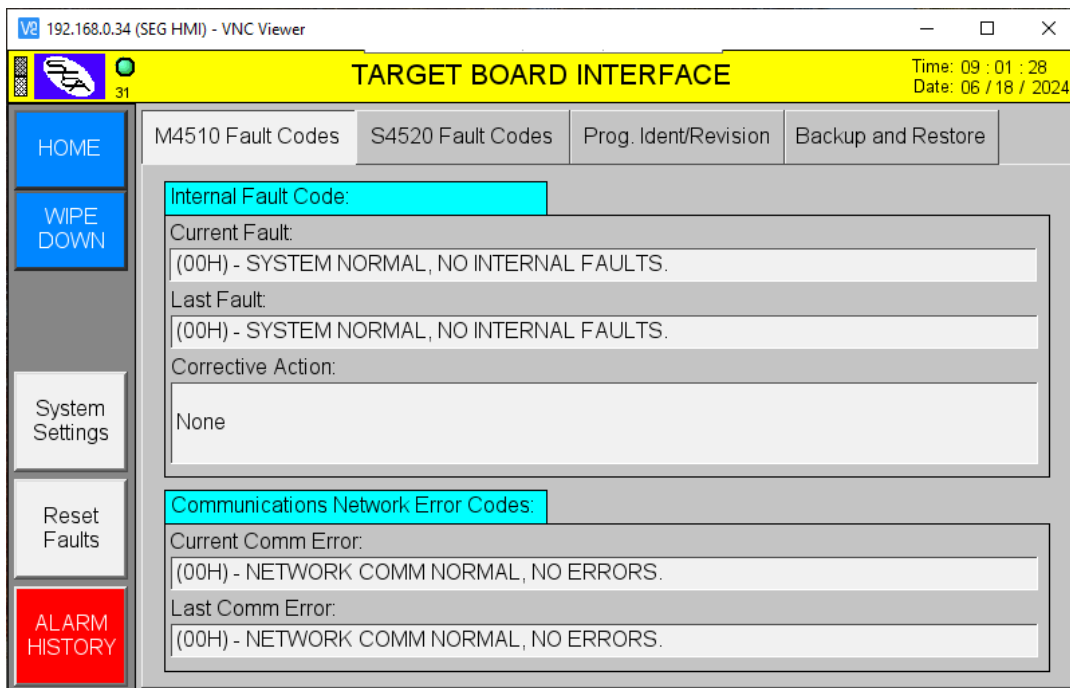 192.168.0.34 (SEG HMI) - VNC Viewer
31
TARGET BOARD INTERFACE
Time: 09 : 01 : 28
Date: 06 / 18 / 2024
HOME
WIPE
DOWN
System
Settings
Reset
Faults
ALARM
HISTORY
M4510 Fault Codes
S4520 Fault Codes
Prog. Ident/Revision
Backup and Restore
Internal Fault Code:
Current Fault:
(00H) - SYSTEM NORMAL, NO INTERNAL FAULTS.
Last Fault:
(00H) - SYSTEM NORMAL, NO INTERNAL FAULTS.
Corrective Action:
None
Communications Network Error Codes:
Current Comm Error:
(00H) - NETWORK COMM NORMAL, NO ERRORS.
Last Comm Error:
(00H) - NETWORK COMM NORMAL, NO ERRORS.